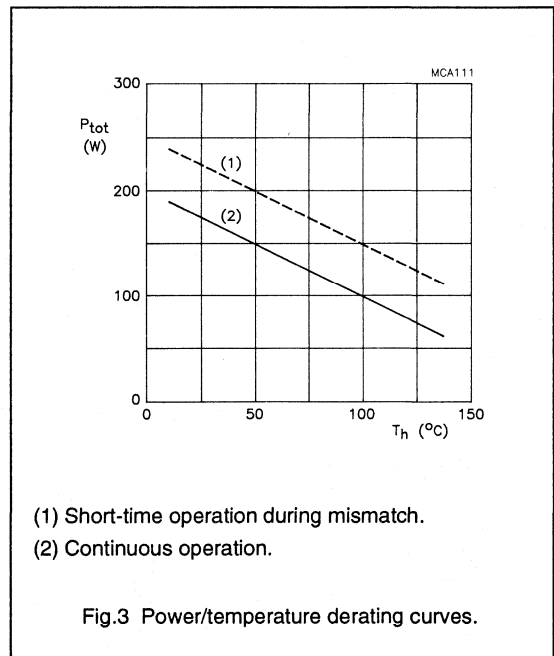 MCA111
300
Ptot
(W)
(1)
200
(2)
100
0
0 50 100 150
Th (°C)
(1) Short-time operation during mismatch.
(2) Continuous operation.
Fig.3 Power/temperature derating curves.